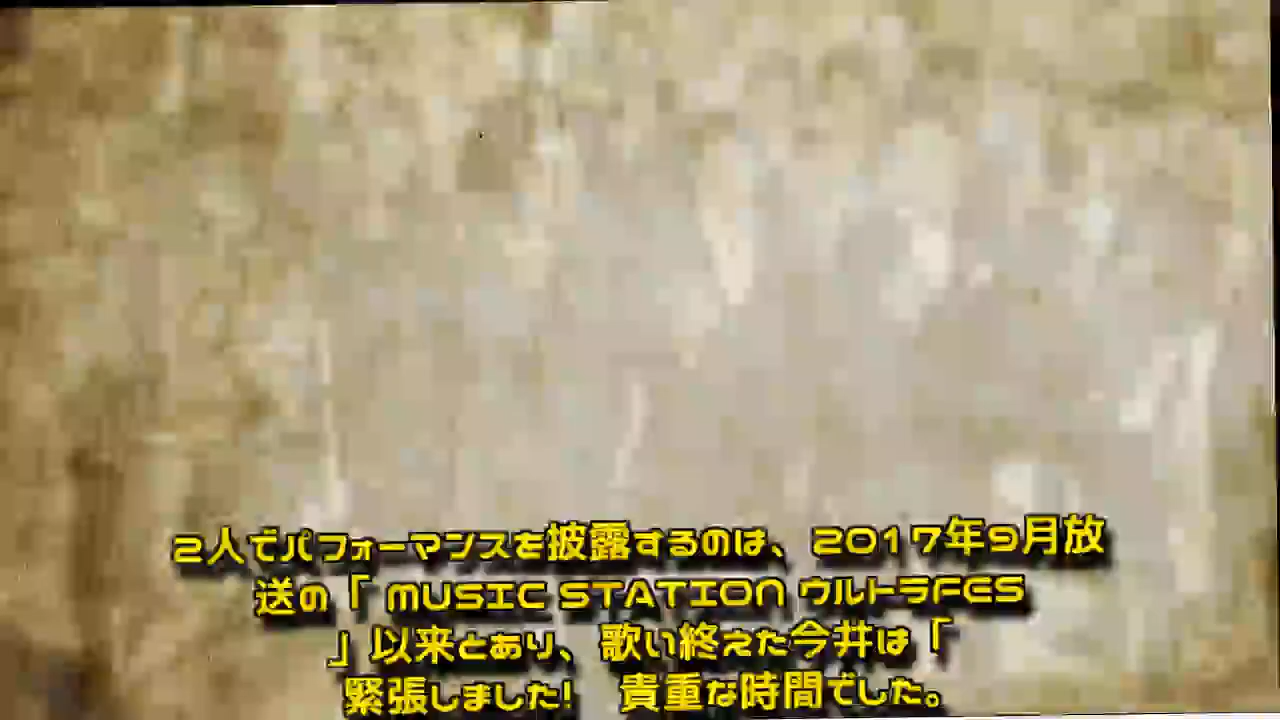 2人でパフォーマンスを披露するのは、2017年9月放
送の「 MUSIC STATION ウルトラFES
」以来とあり、歌い終えた今井は「
緊張しました!　貴重な時間でした。